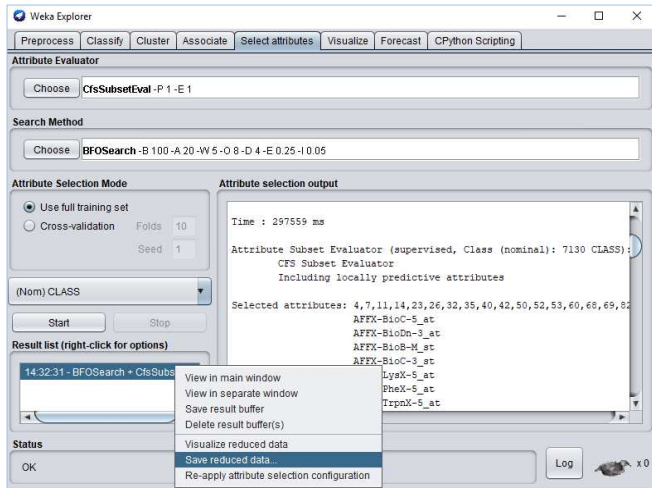 Weka Explorer
Preprocess Classify Cluster Associate Select attributes Visualize Forecast CPython Scripting
Attribute Evaluator
Choose CfsSubsetEval -P 1 -E 1
Search Method
Choose BFOSearch -B 100 -A 20 -W 5 -O 8 -D 4 -E 0.25 -I 0.05
Attribute Selection Mode
Use full training set
Cross-validation Folds 10
Seed 1
(Nom) CLASS
Start Stop
Result list (right-click for options)
14:32:31 - BFOSearch + CfsSubs
Attribute selection output
Time : 297559 ms
Attribute Subset Evaluator (supervised, Class (nominal): 7130 CLASS):
CFS Subset Evaluator
Including locally predictive attributes
Selected attributes: 4,7,11,14,23,26,32,35,40,42,50,52,53,60,68,69,82
AFFX-BioC-5_at
AFFX-BioDn-3_at
AFFX-BioB-M_st
AFFX-BioC-3_st
LysX-5_at
PheX-5_at
TrpnX-5_at
View in main window
View in separate window
Save result buffer
Delete result buffer(s)
Visualize reduced data
Save reduced data...
Re-apply attribute selection configuration
Status
OK
Log x 0